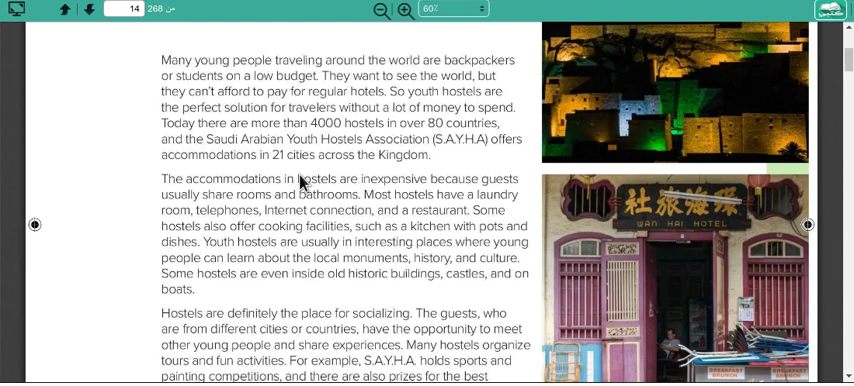 14
من 268
60٪
كتبي
Many young people traveling around the world are backpackers
or students on a low budget. They want to see the world, but
they can't afford to pay for regular hotels. So youth hostels are
the perfect solution for travelers without a lot of money to spend.
Today there are more than 4000 hostels in over 80 countries,
and the Saudi Arabian Youth Hostels Association (S.A.Y.H.A) offers
accommodations in 21 cities across the Kingdom.
The accommodations in hostels are inexpensive because guests
usually share rooms and bathrooms. Most hostels have a laundry
room, telephones, Internet connection, and a restaurant. Some
hostels also offer cooking facilities, such as a kitchen with pots and
dishes. Youth hostels are usually in interesting places where young
people can learn about the local monuments, history, and culture.
Some hostels are even inside old historic buildings, castles, and on
boats.
Hostels are definitely the place for socializing. The guests, who
are from different cities or countries, have the opportunity to meet
other young people and share experiences. Many hostels organize
tours and fun activities. For example, S.A.Y.H.A. holds sports and
painting competitions, and there are also prizes for the best
社旅海環
WAN HAI HOTEL
BREAKFAST
BRUNCH
BREAKFAST
BRUNCH